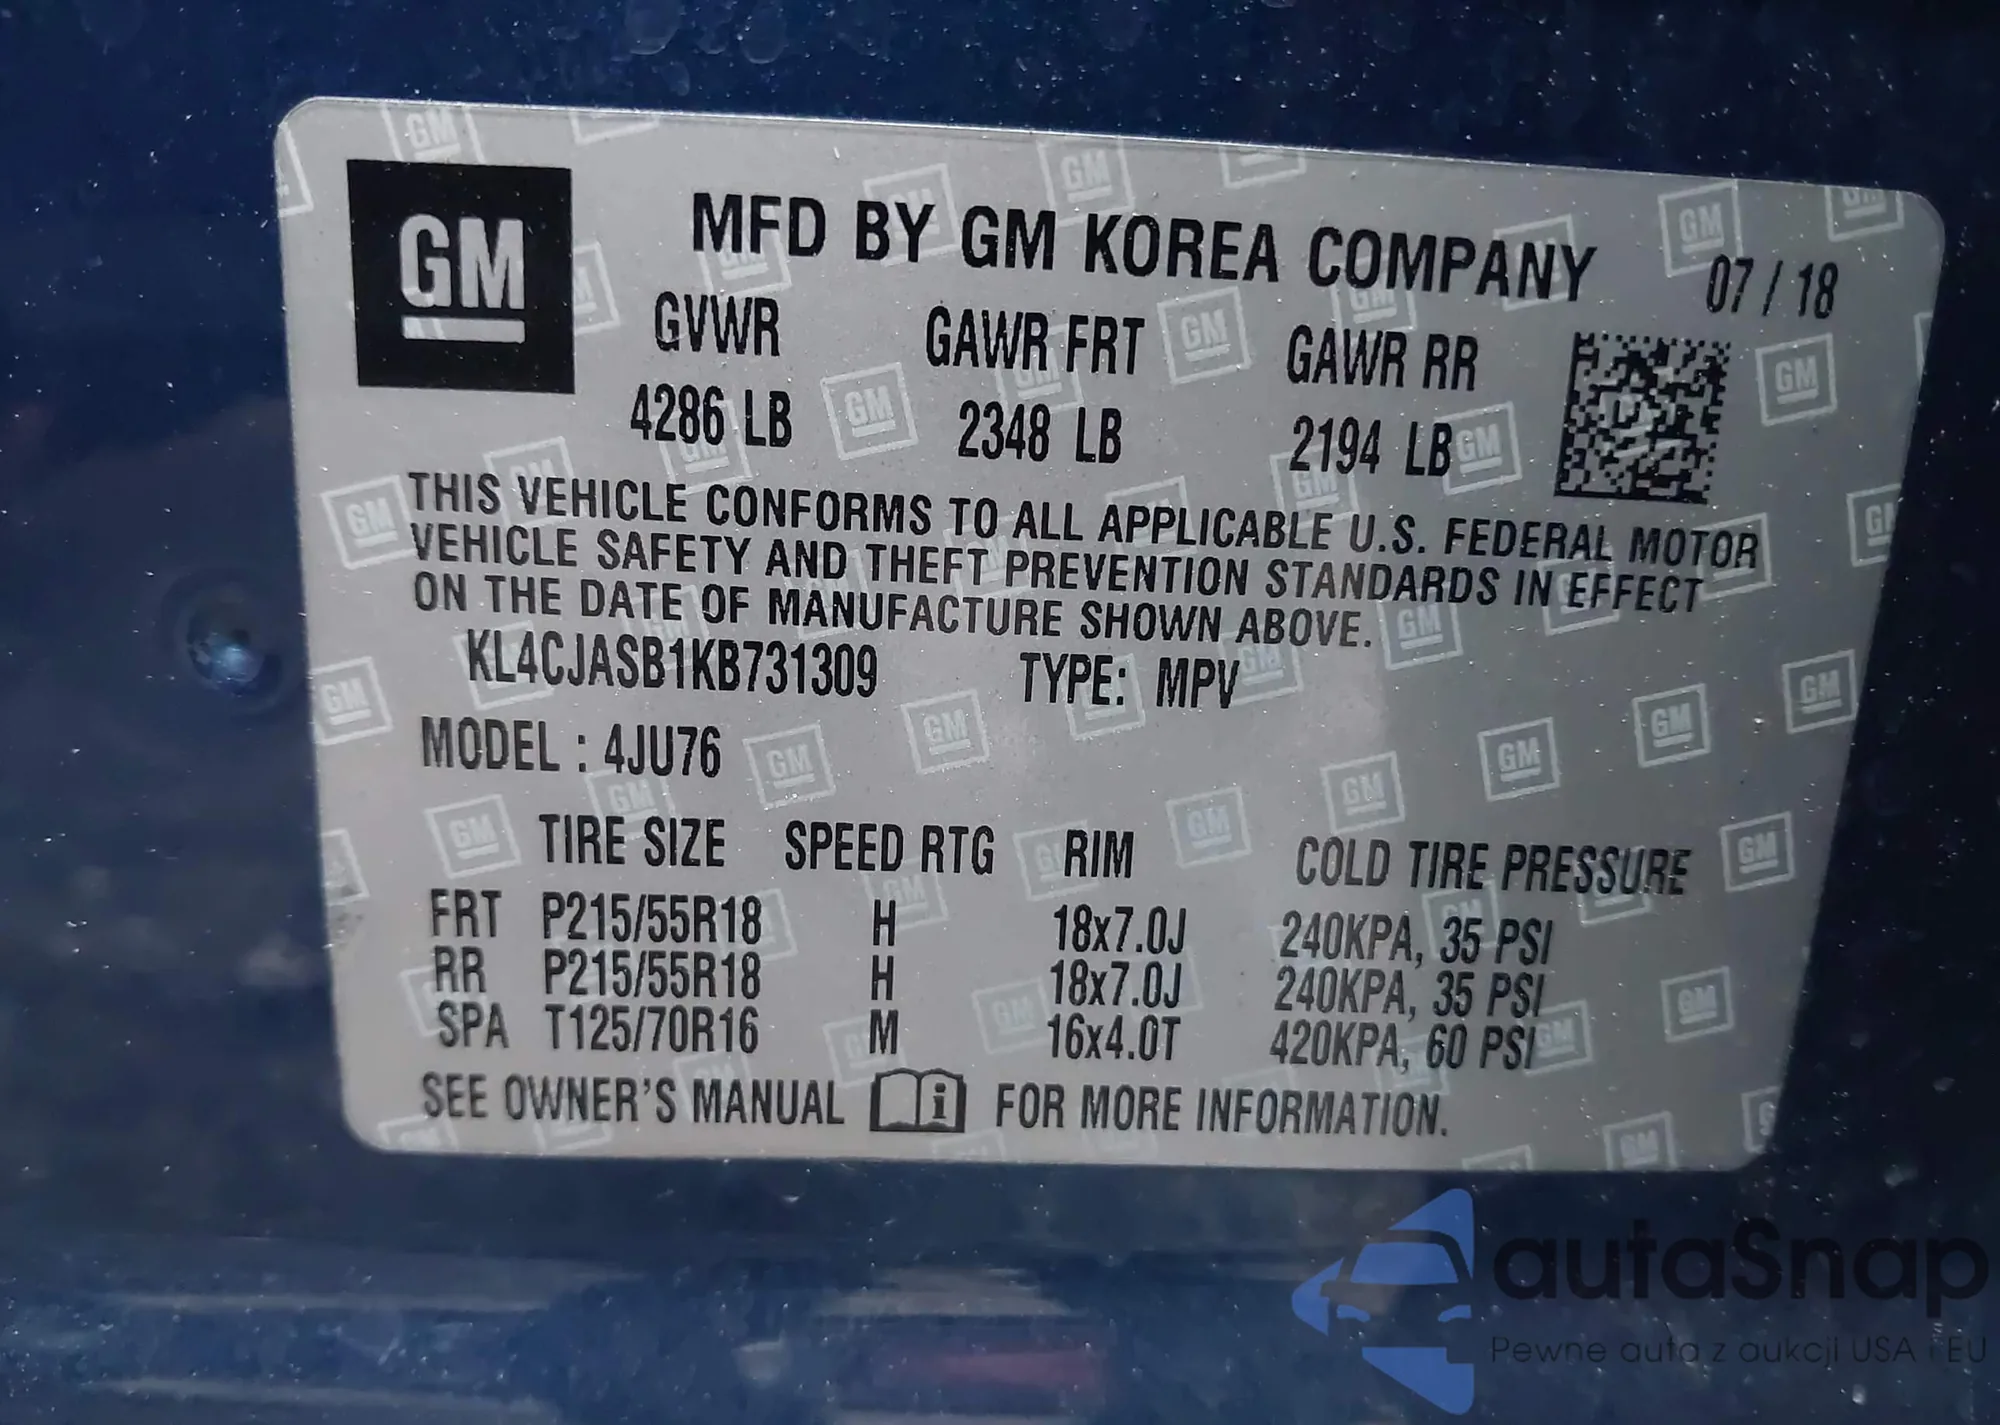 GM
MFD BY GM KOREA COMPANY 07 / 18
GVWR GAWR FRT GAWR RR
4286 LB 2348 LB 2194 LB
THIS VEHICLE CONFORMS TO ALL APPLICABLE U.S. FEDERAL MOTOR
VEHICLE SAFETY AND THEFT PREVENTION STANDARDS IN EFFECT
ON THE DATE OF MANUFACTURE SHOWN ABOVE.
KL4CJASB1KB731309 TYPE: MPV
MODEL : 4JU76
TIRE SIZE SPEED RTG RIM COLD TIRE PRESSURE
FRT P215/55R18 H 18x7.0J 240KPA, 35 PSI
RR P215/55R18 H 18x7.0J 240KPA, 35 PSI
SPA T125/70R16 M 16x4.0T 420KPA, 60 PSI
SEE OWNER'S MANUAL i FOR MORE INFORMATION.
autaSnap
Pewne auta z aukcji USA i EU